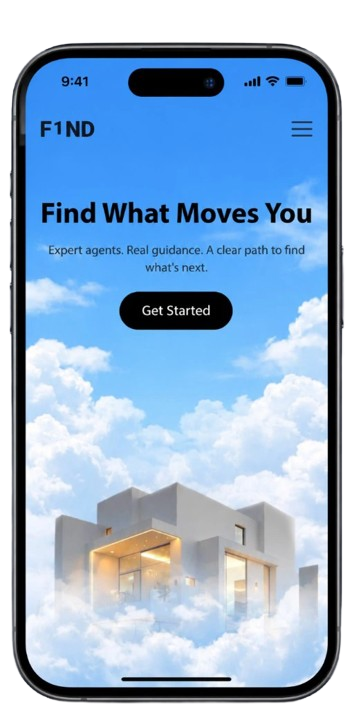 9:41
F1ND
Find What Moves You
Expert agents. Real guidance. A clear path to find
what's next.
Get Started